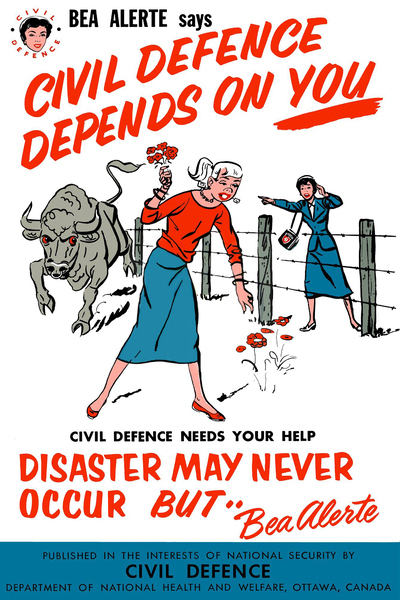 CIVIL
DEFENCE
BEA ALERTE says
CIVIL DEFENCE
DEPENDS ON YOU
CIVIL DEFENCE NEEDS YOUR HELP
DISASTER MAY NEVER
OCCUR BUT..
Bea Alerte
PUBLISHED IN THE INTERESTS OF NATIONAL SECURITY BY
CIVIL DEFENCE
DEPARTMENT OF NATIONAL HEALTH AND WELFARE, OTTAWA, CANADA